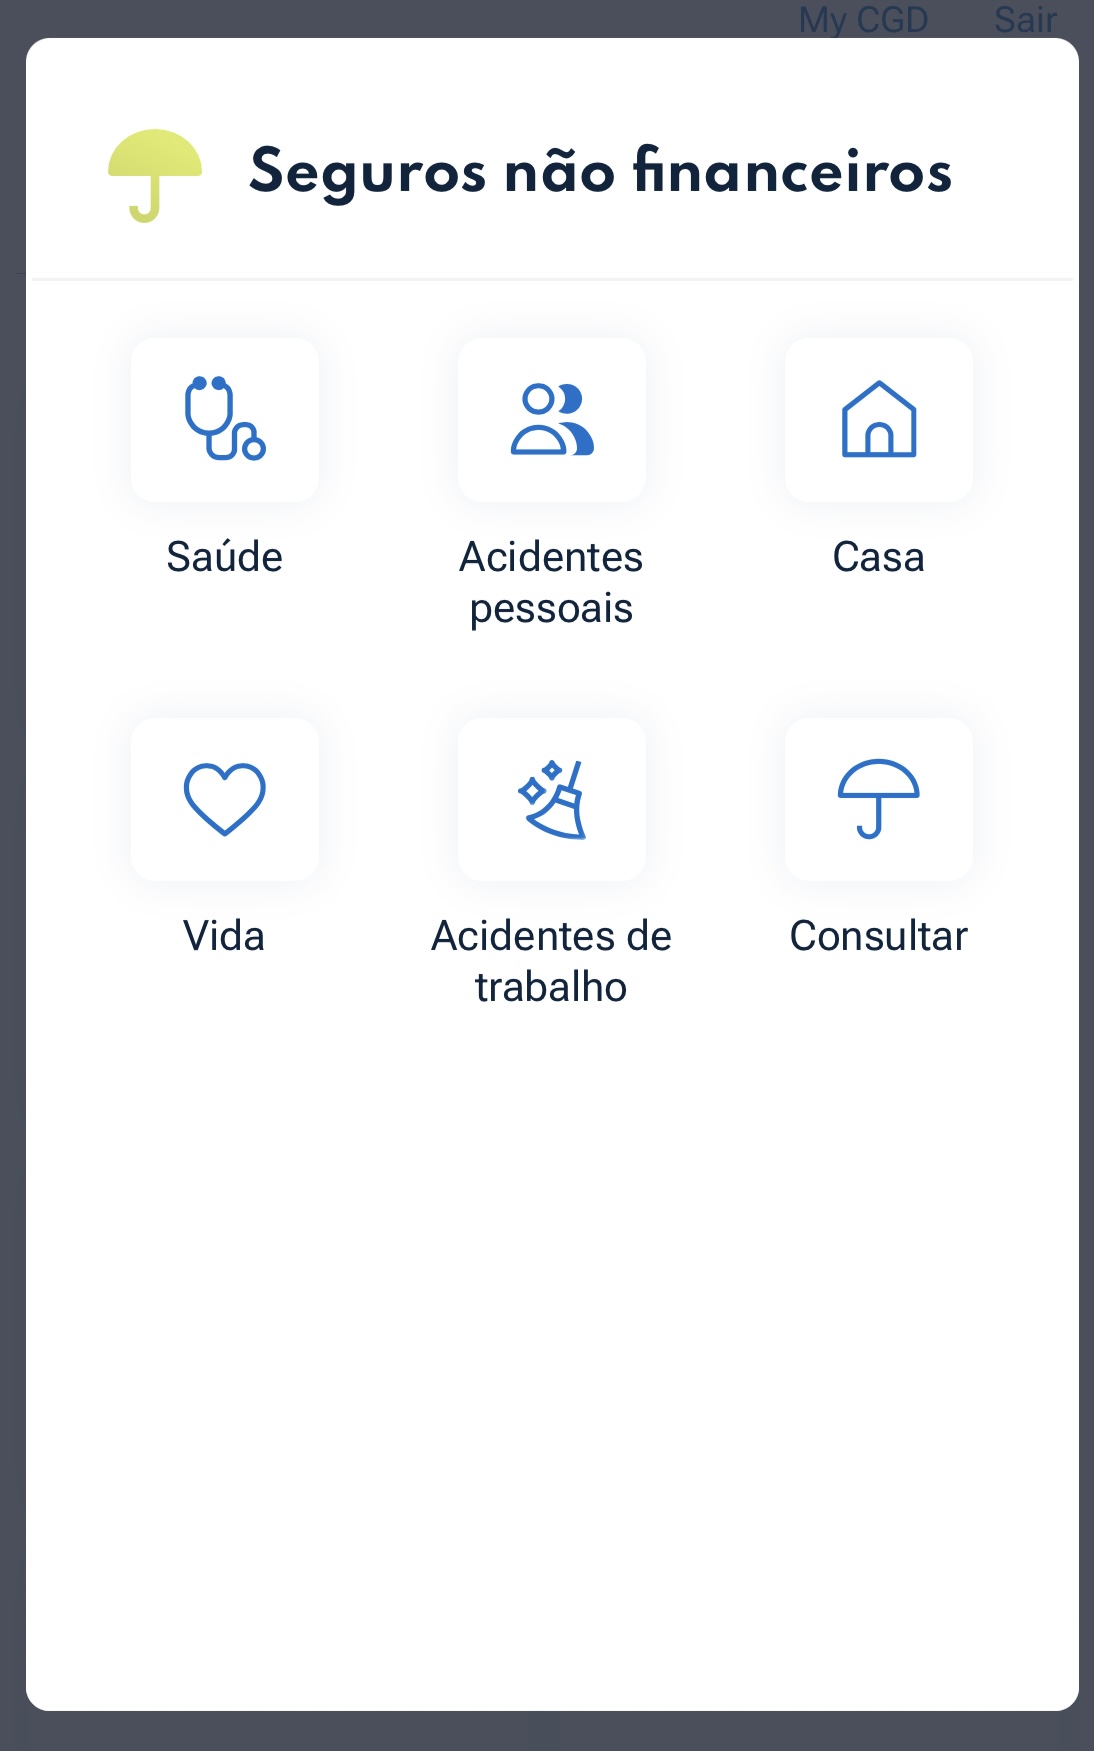 My CGD Sair
Seguros não financeiros
Saúde
Acidentes
pessoais
Casa
Vida
Acidentes de
trabalho
Consultar